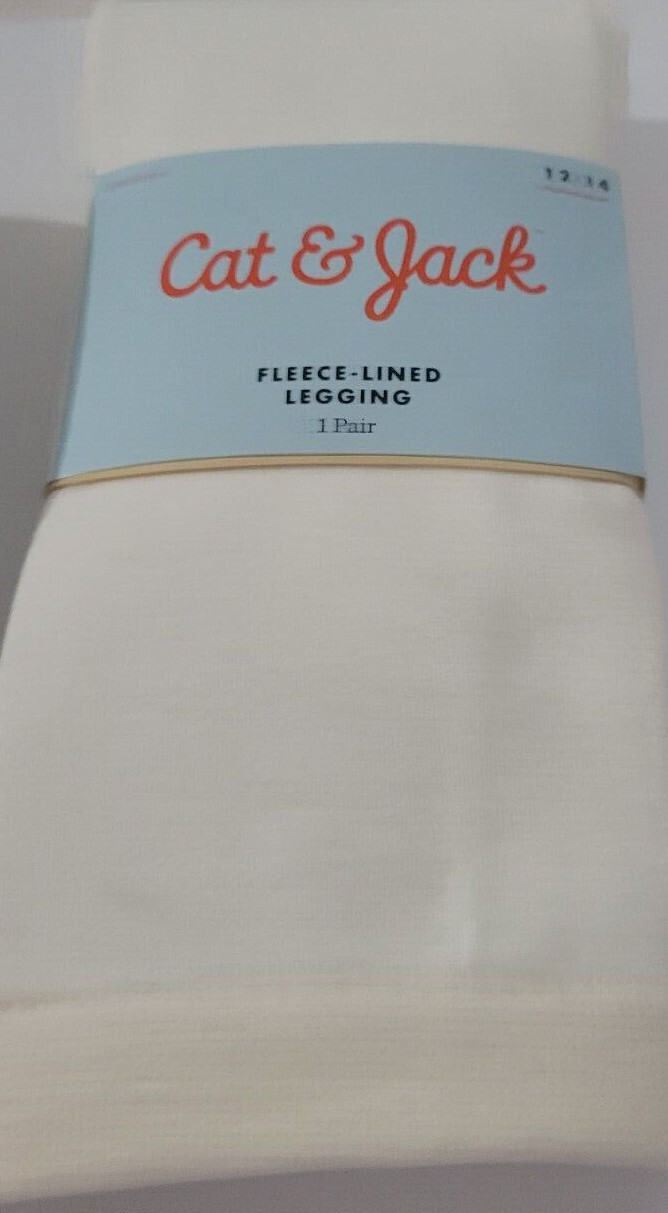 12-14
Cat & Jack
FLEECE-LINED
LEGGING
1 Pair